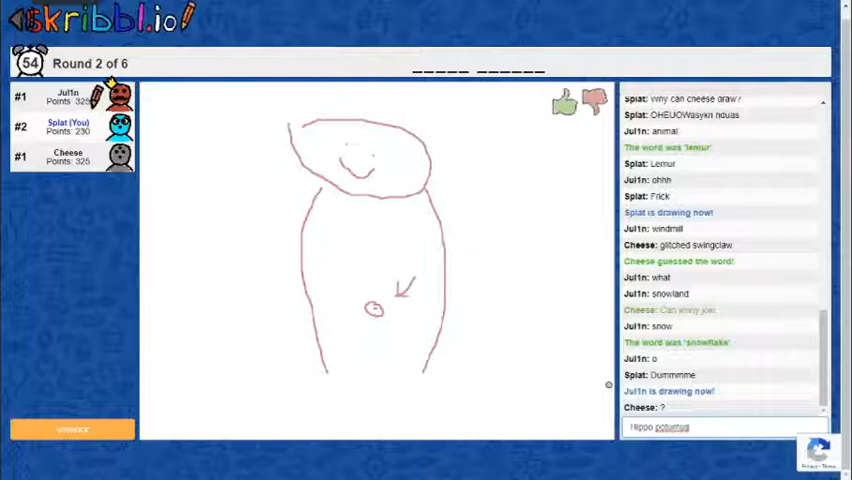 skribbl.io
54
Round 2 of 6
_____ ______
#1
Jul1n
Points: 325
#2
Splat (You)
Points: 230
#1
Cheese
Points: 325
Splat: Why can cheese draw?
Splat: OHEUOWasykn hduas
Jul1n: animal
The word was 'lemur'
Splat: Lemur
Jul1n: ohhh
Splat: Frick
Splat is drawing now!
Jul1n: windmill
Cheese: glitched swingclaw
Cheese guessed the word!
Jul1n: what
Jul1n: snowland
Jul1n: snow
The word was 'snowflake'
Jul1n: o
Splat: Dummmme
Jul1n is drawing now!
Cheese: ?
Hippo potumus
Privacy - Terms